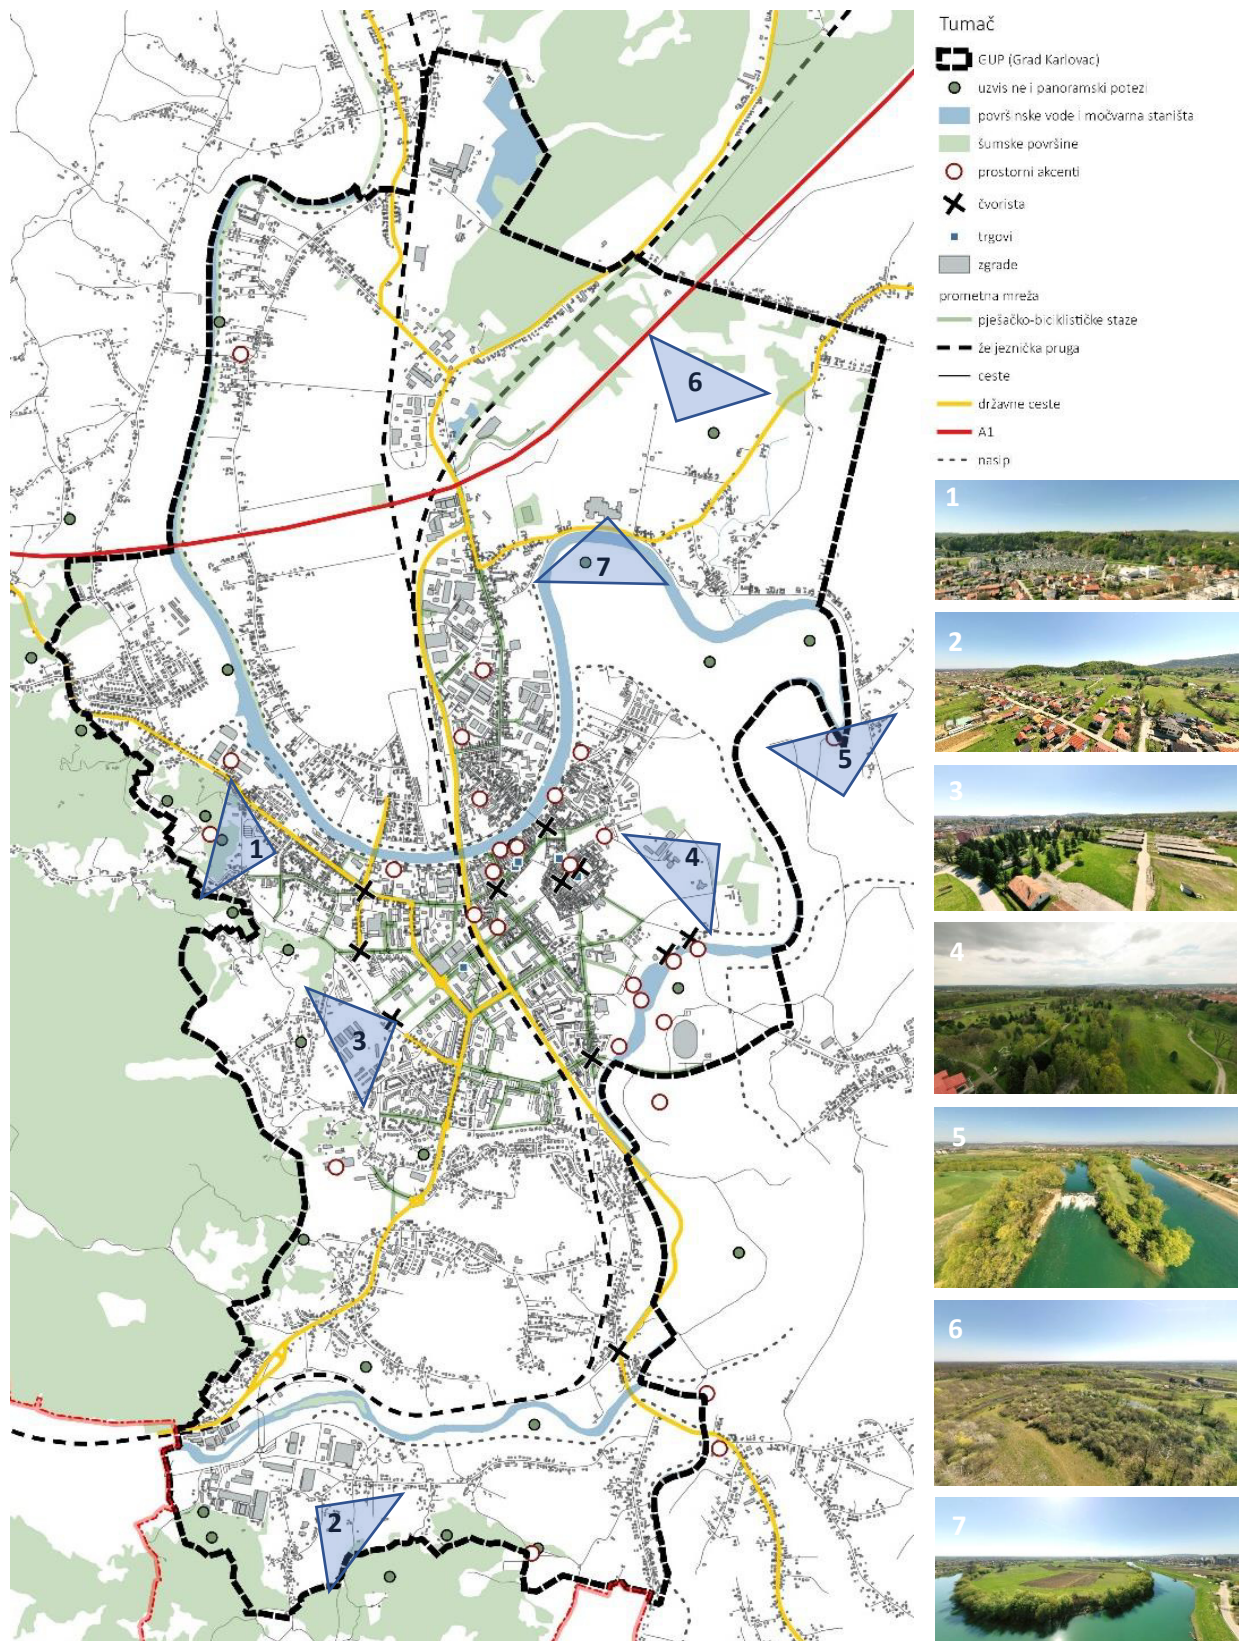 Tumač
GUP (Grad Karlovac)
uzvisine i panoramski potezi
površinske vode i močvarna staništa
šumske površine
prostorni akcenti
čvorista
trgovi
zgrade
prometna mreža
pješačko-biciklističke staze
željeznička pruga
ceste
državne ceste
A1
nasip
1
2
3
4
5
6
7
6
7
5
1
4
3
2